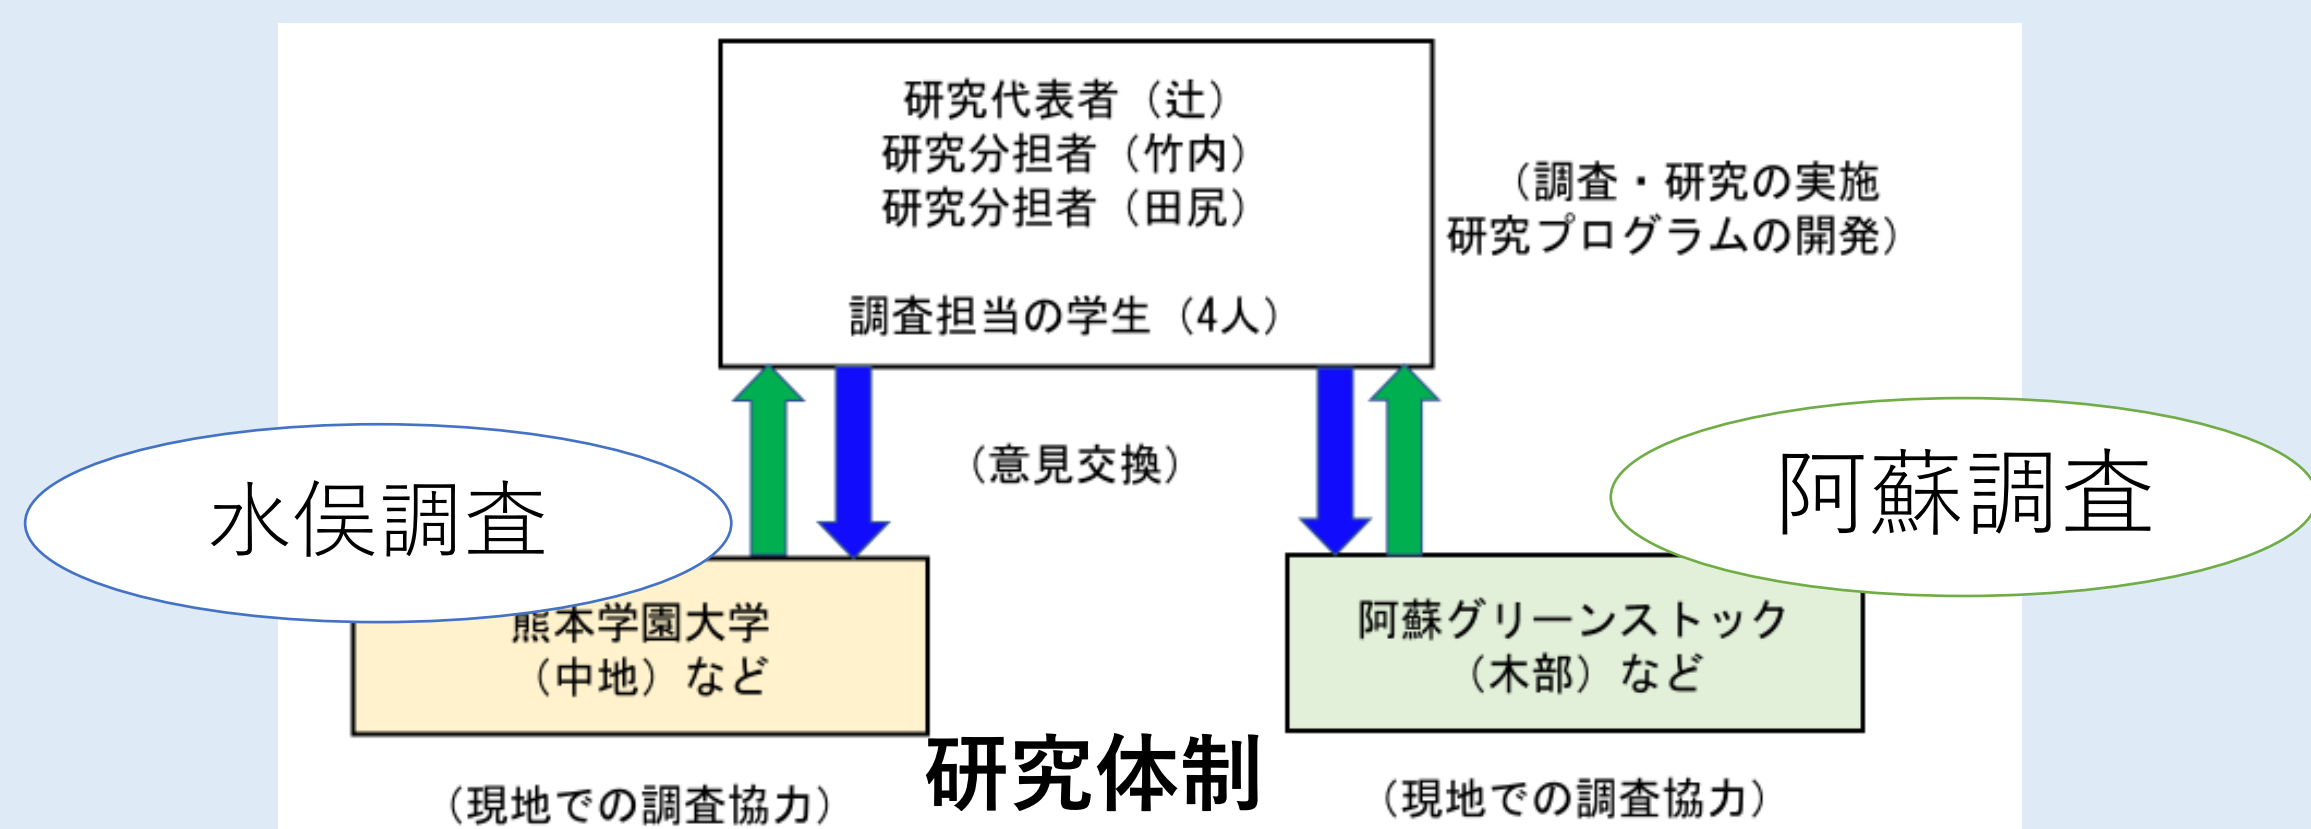 研究代表者（辻）
研究分担者（竹内）
研究分担者（田尻）
調査担当の学生（4人）
（調査・研究の実施
研究プログラムの開発）
（意見交換）
水俣調査
阿蘇調査
熊本学園大学
（中地）など
阿蘇グリーンストック
（木部）など
研究体制
（現地での調査協力）
（現地での調査協力）